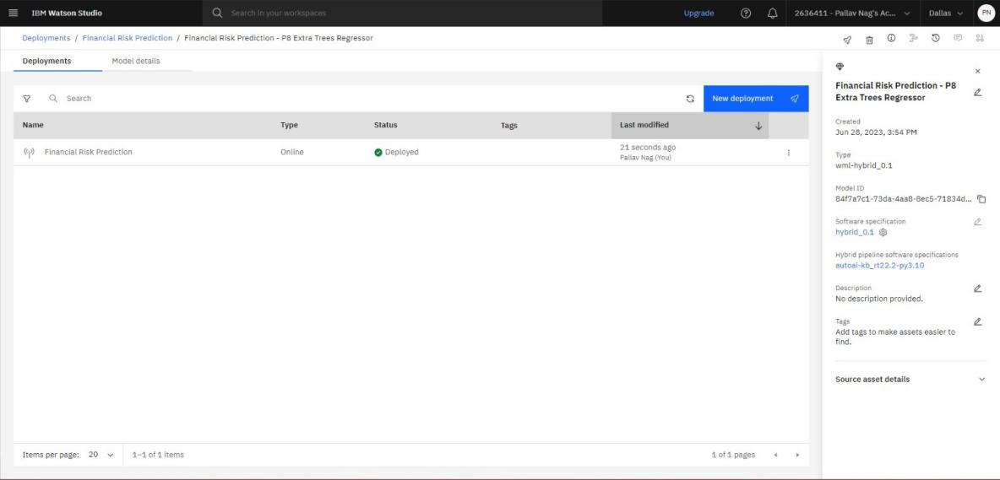 IBM Watson Studio
Search in your workspaces
Upgrade
2636411 - Pallav Nag's Ac...
Dallas
PN
Deployments / Financial Risk Prediction / Financial Risk Prediction - P8 Extra Trees Regressor
Deployments
Model details
Search
New deployment
Name Type Status Tags Last modified
Financial Risk Prediction Online Deployed 21 seconds ago
Pallav Nag (You)
Items per page: 20
1–1 of 1 items
1 of 1 pages
Financial Risk Prediction - P8
Extra Trees Regressor
Created
Jun 28, 2023, 3:54 PM
Type
wml-hybrid_0.1
Model ID
84f7a7c1-73da-4aa8-8ec5-71834d...
Software specification
hybrid_0.1
Hybrid pipeline software specifications
autoai-kb_rt22.2-py3.10
Description
No description provided.
Tags
Add tags to make assets easier to
find.
Source asset details